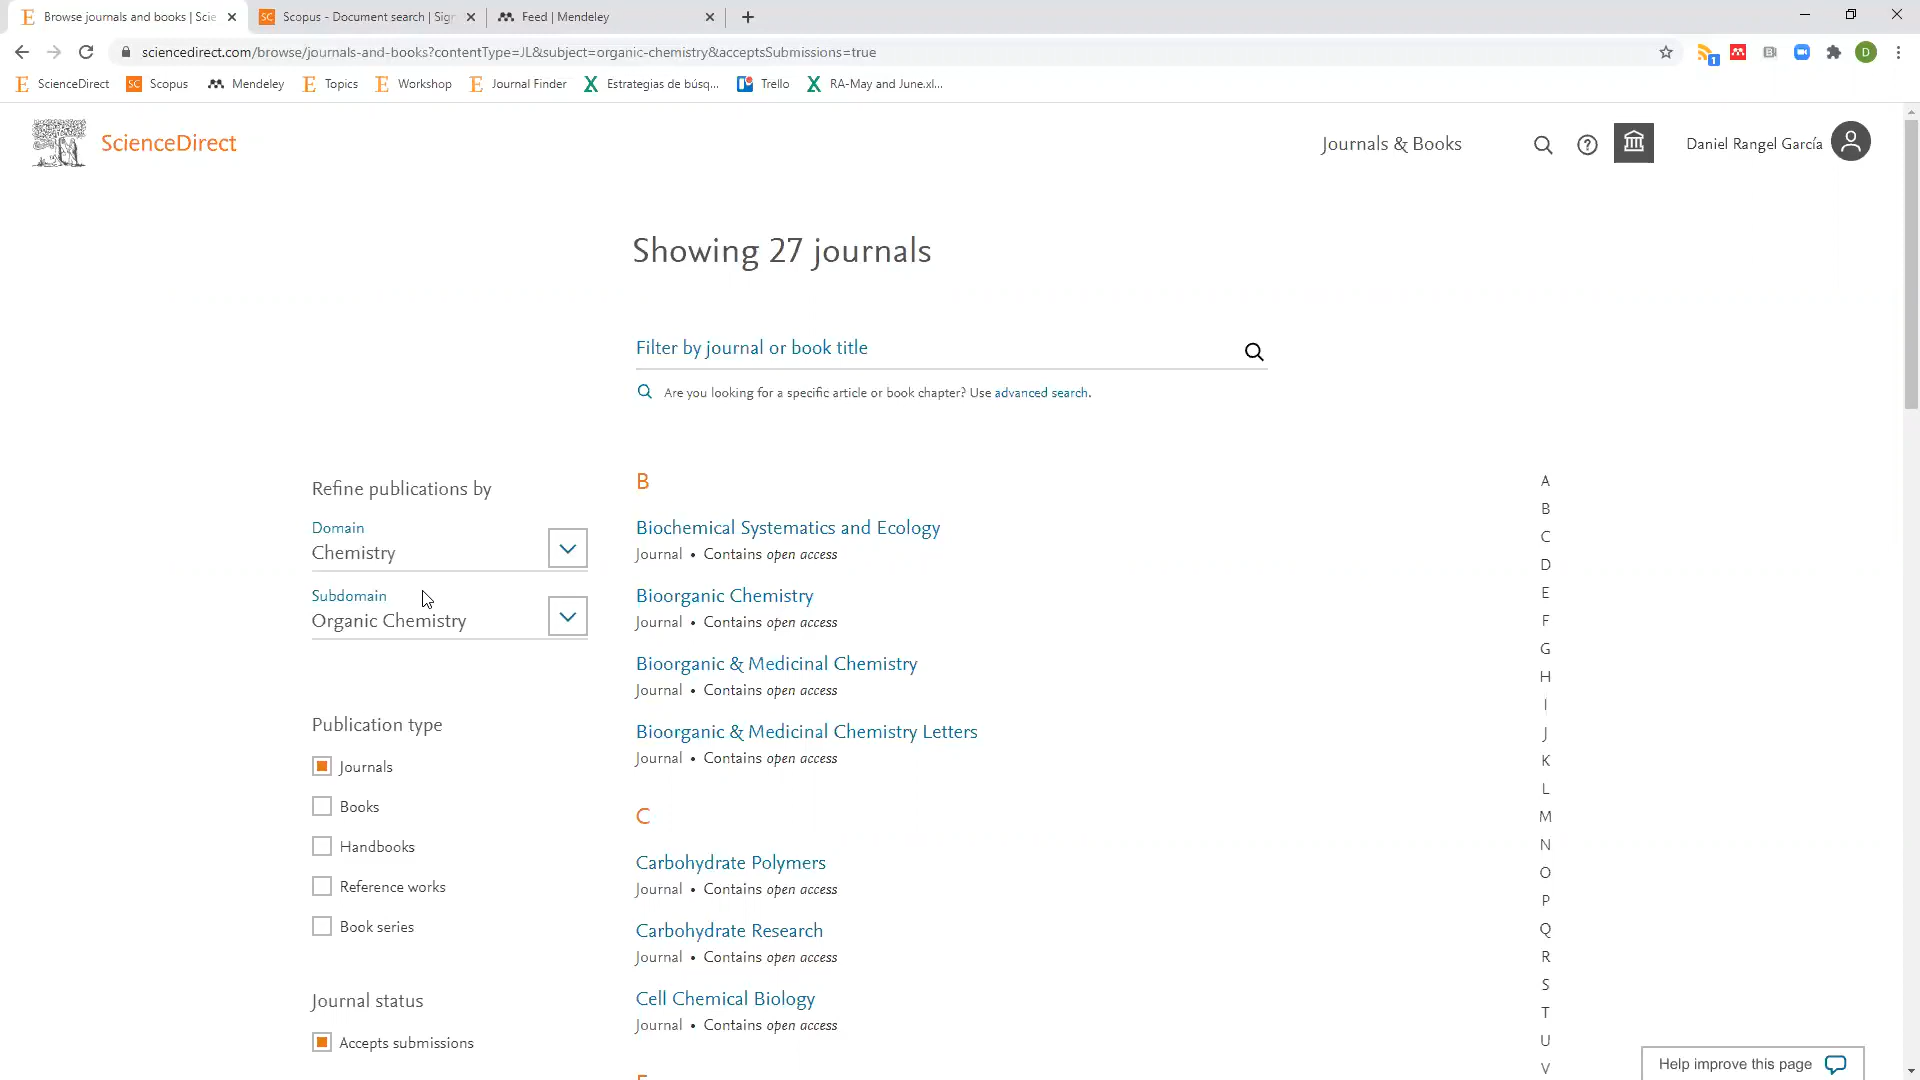 Browse journals and books | Scie
Scopus - Document search | Sign
Feed | Mendeley
sciencedirect.com/browse/journals-and-books?contentType=JL&subject=organic-chemistry&acceptsSubmissions=true
1
D
ScienceDirect
SC Scopus
Mendeley
Topics
Workshop
Journal Finder
Estrategias de búsq...
Trello
RA-May and June.xl...
ScienceDirect
Journals & Books
Daniel Rangel García
Showing 27 journals
Filter by journal or book title
Are you looking for a specific article or book chapter? Use advanced search.
Refine publications by
Domain
Chemistry
Subdomain
Organic Chemistry
Publication type
Journals
Books
Handbooks
Reference works
Book series
Journal status
Accepts submissions
B
Biochemical Systematics and Ecology
Journal • Contains open access
Bioorganic Chemistry
Journal • Contains open access
Bioorganic & Medicinal Chemistry
Journal • Contains open access
Bioorganic & Medicinal Chemistry Letters
Journal • Contains open access
C
Carbohydrate Polymers
Journal • Contains open access
Carbohydrate Research
Journal • Contains open access
Cell Chemical Biology
Journal • Contains open access
A
B
C
D
E
F
G
H
I
J
K
L
M
N
O
P
Q
R
S
T
U
V
Help improve this page